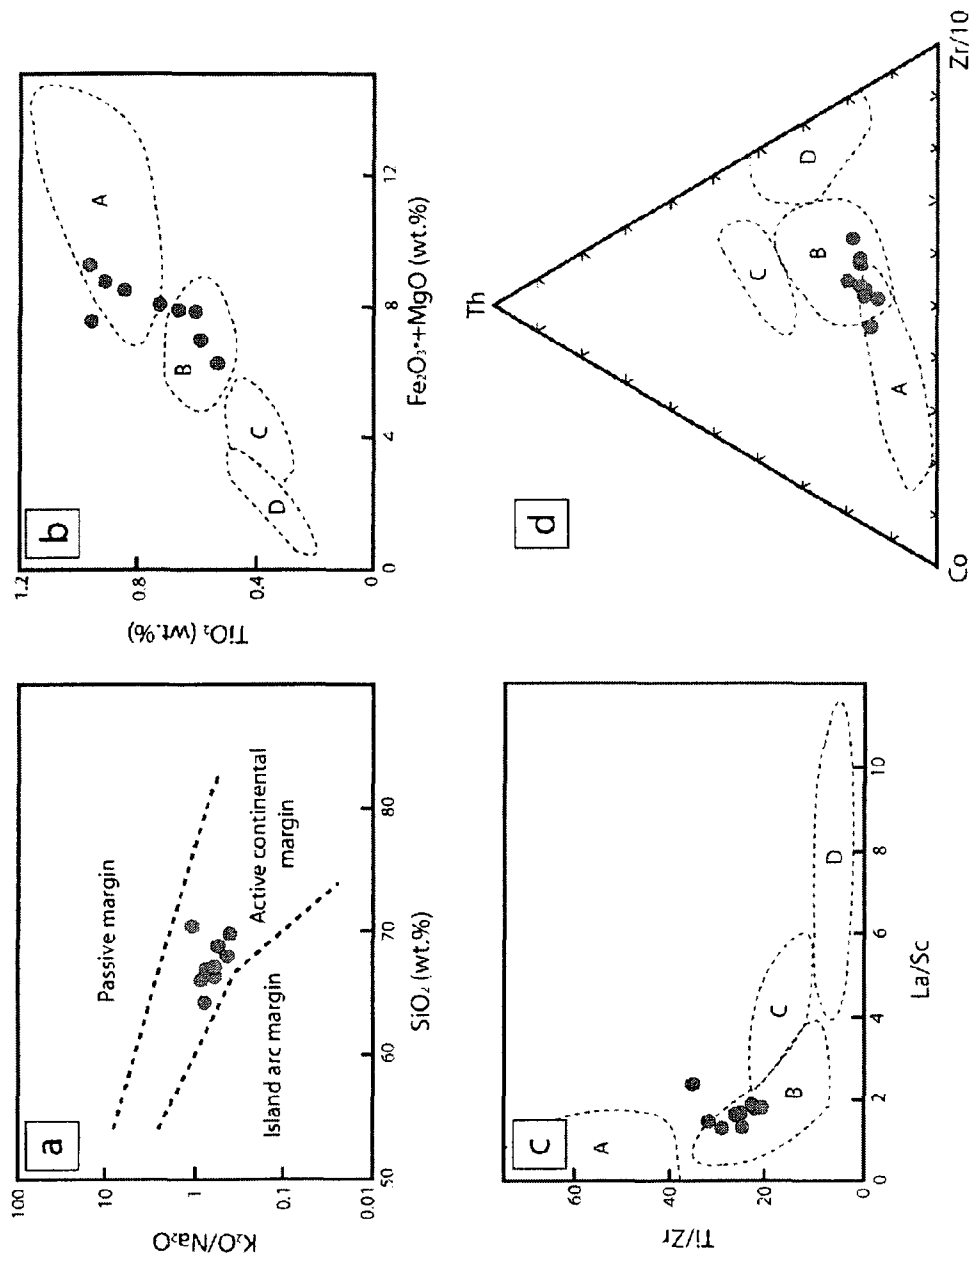 a
K₂O/Na₂O
100
10
1
0.1
0.01
Passive margin
Active continental
margin
Island arc margin
50
60
70
80
SiO₂ (wt.%)
b
TiO₂ (wt.%)
1.2
0.8
0.4
0
A
B
C
D
0
4
8
12
Fe₂O₃*+MgO (wt.%)
C
Ti/Zr
60
40
20
0
A
B
C
D
0
2
4
6
8
10
La/Sc
d
Th
A
B
C
D
Co
Zr/10